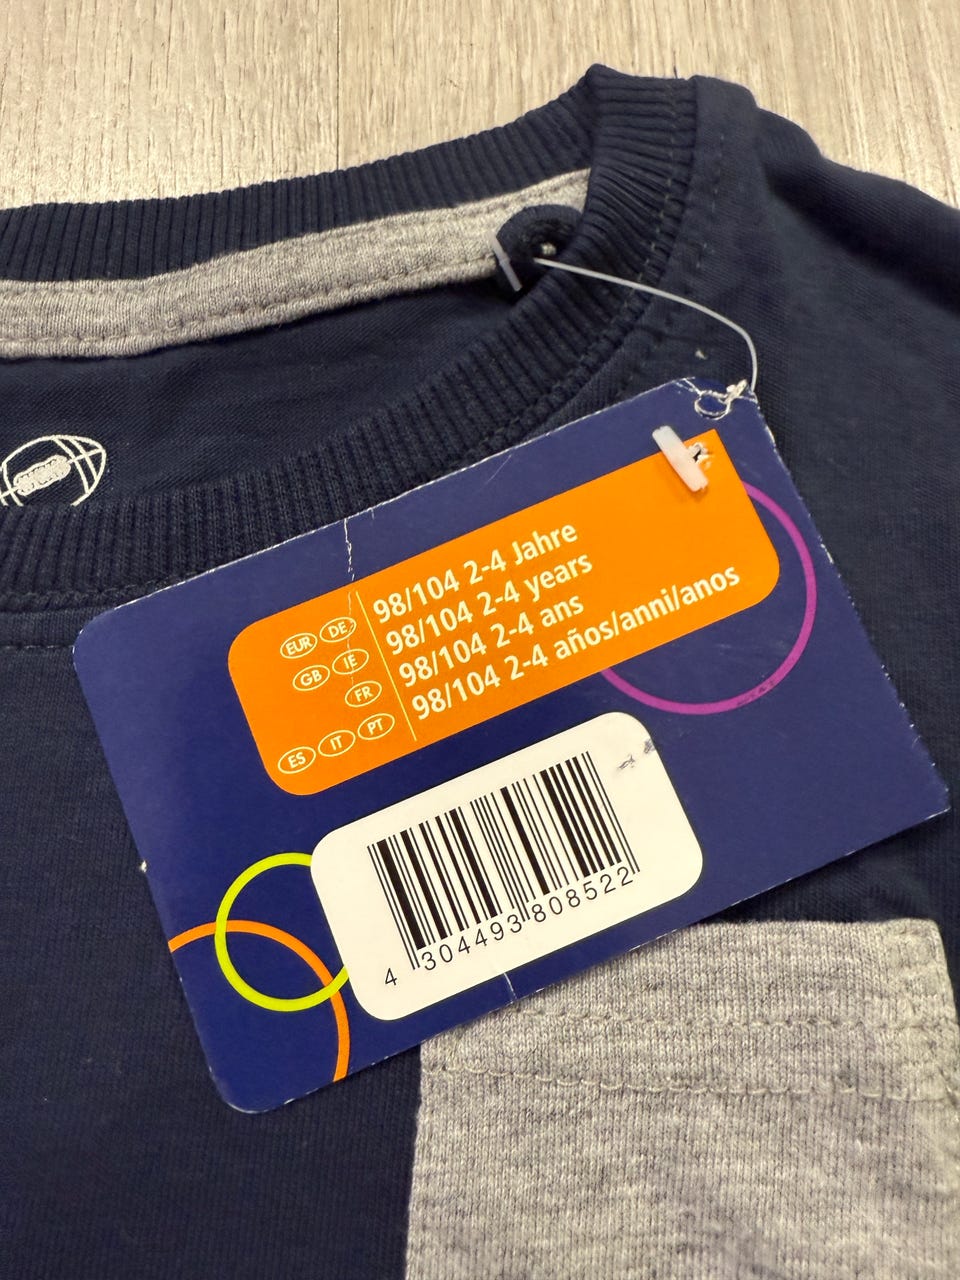 EUR DE 98/104 2-4 Jahre
GB IE 98/104 2-4 years
FR 98/104 2-4 ans
ES IT PT 98/104 2-4 años/anni/anos
4 304493 808522